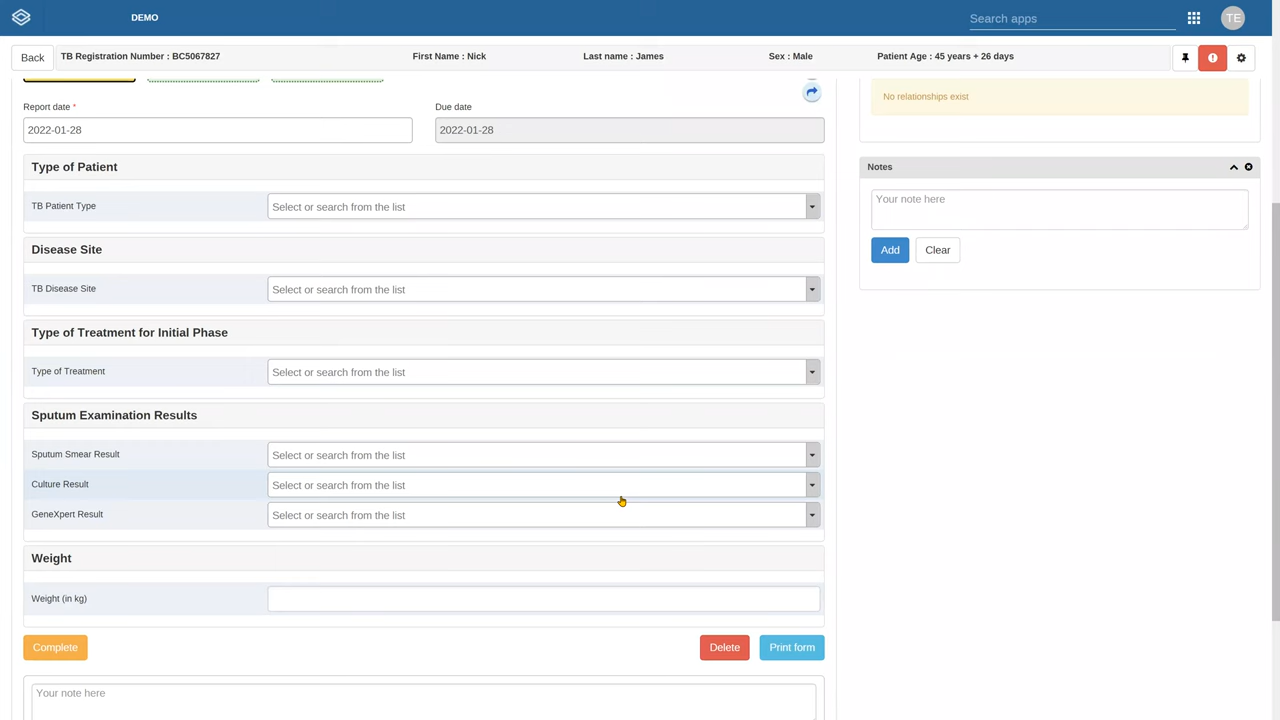 DEMO
Search apps
TE
Back
TB Registration Number : BC5067827
First Name : Nick
Last name : James
Sex : Male
Patient Age : 45 years + 26 days
Report date *
Due date
2022-01-28
2022-01-28
No relationships exist
Notes
Your note here
Add
Clear
Type of Patient
TB Patient Type
Select or search from the list
Disease Site
TB Disease Site
Select or search from the list
Type of Treatment for Initial Phase
Type of Treatment
Select or search from the list
Sputum Examination Results
Sputum Smear Result
Select or search from the list
Culture Result
Select or search from the list
GeneXpert Result
Select or search from the list
Weight
Weight (in kg)
Complete
Delete
Print form
Your note here